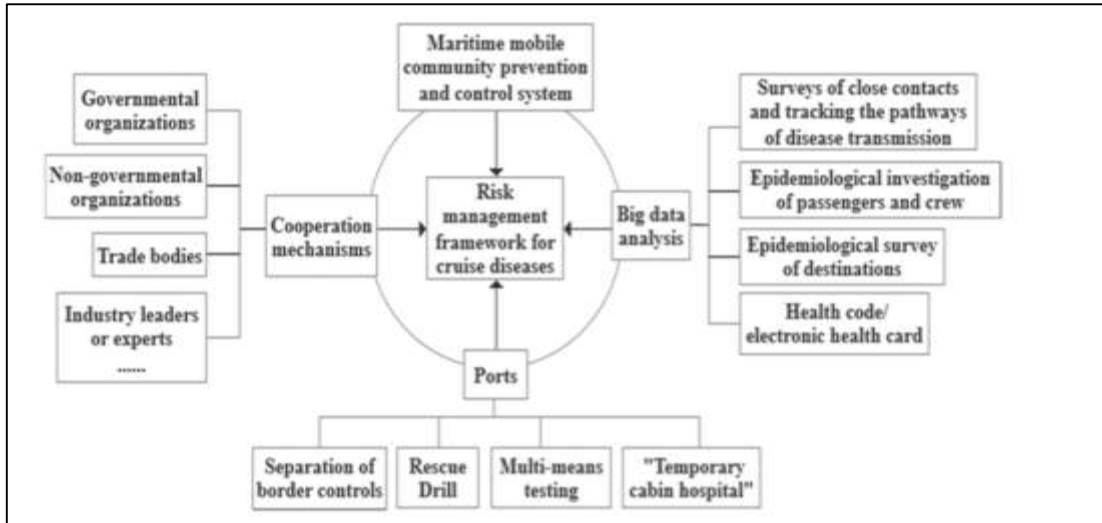 Maritime mobile
community prevention
and control system
Governmental
organizations
Non-governmental
organizations
Trade bodies
Industry leaders
or experts
......
Cooperation
mechanisms
Risk
management
framework for
cruise diseases
Big data
analysis
Surveys of close contacts
and tracking the pathways
of disease transmission
Epidemiological investigation
of passengers and crew
Epidemiological survey
of destinations
Health code/
electronic health card
Ports
Separation of
border controls
Rescue
Drill
Multi-means
testing
"Temporary
cabin hospital"